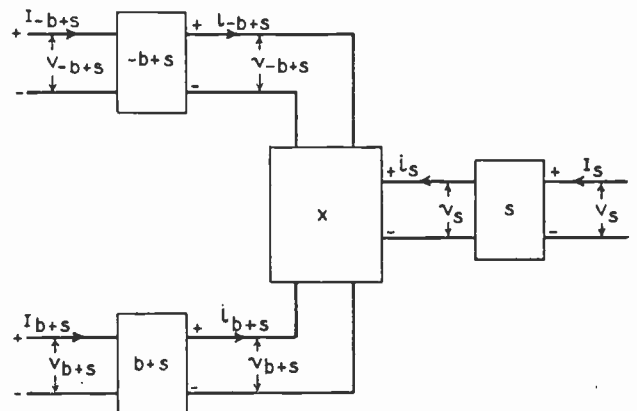 I-b+s i-b+s
+ + +
V-b+s -b+s v-b+s
- - -
+ is + Is
x vs s Vs
- -
Ib+s ib+s
+ +
Vb+s b+s vb+s
- -